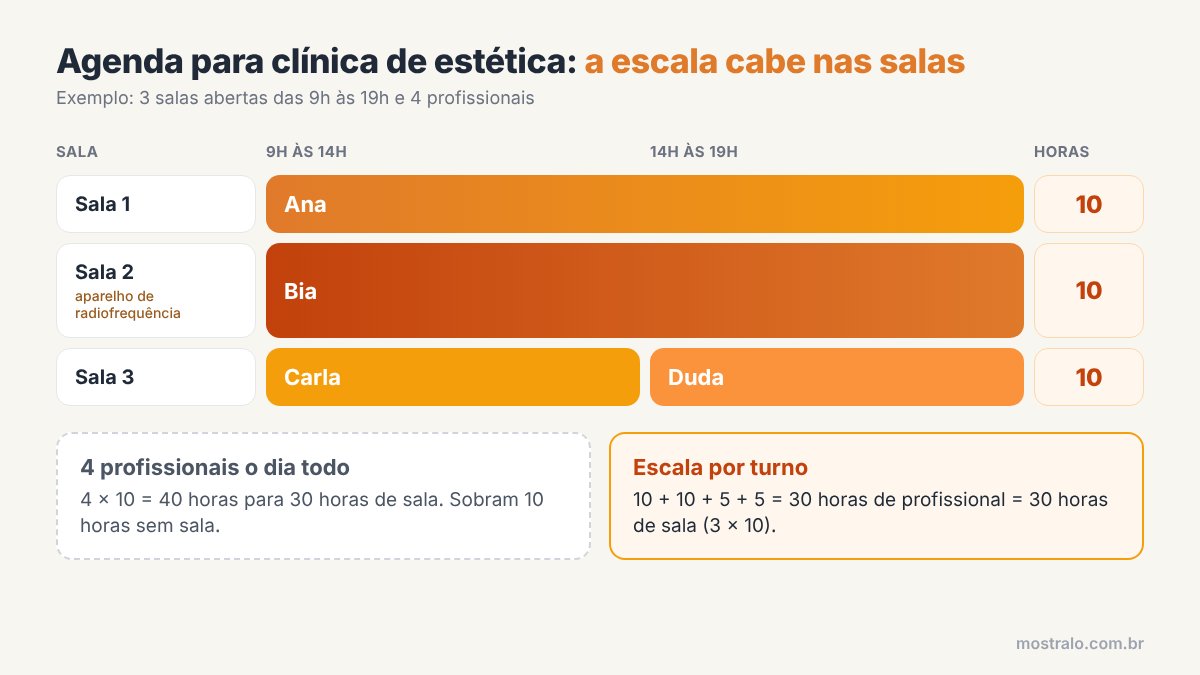 Agenda para clínica de estética: a escala cabe nas salas
Exemplo: 3 salas abertas das 9h às 19h e 4 profissionais
SALA 9H ÀS 14H 14H ÀS 19H HORAS
Sala 1 Ana 10
Sala 2
aparelho de
radiofrequência
Bia 10
Sala 3 Carla Duda 10
4 profissionais o dia todo
4 × 10 = 40 horas para 30 horas de sala. Sobram 10
horas sem sala.
Escala por turno
10 + 10 + 5 + 5 = 30 horas de profissional = 30 horas
de sala (3 × 10).
mostralo.com.br